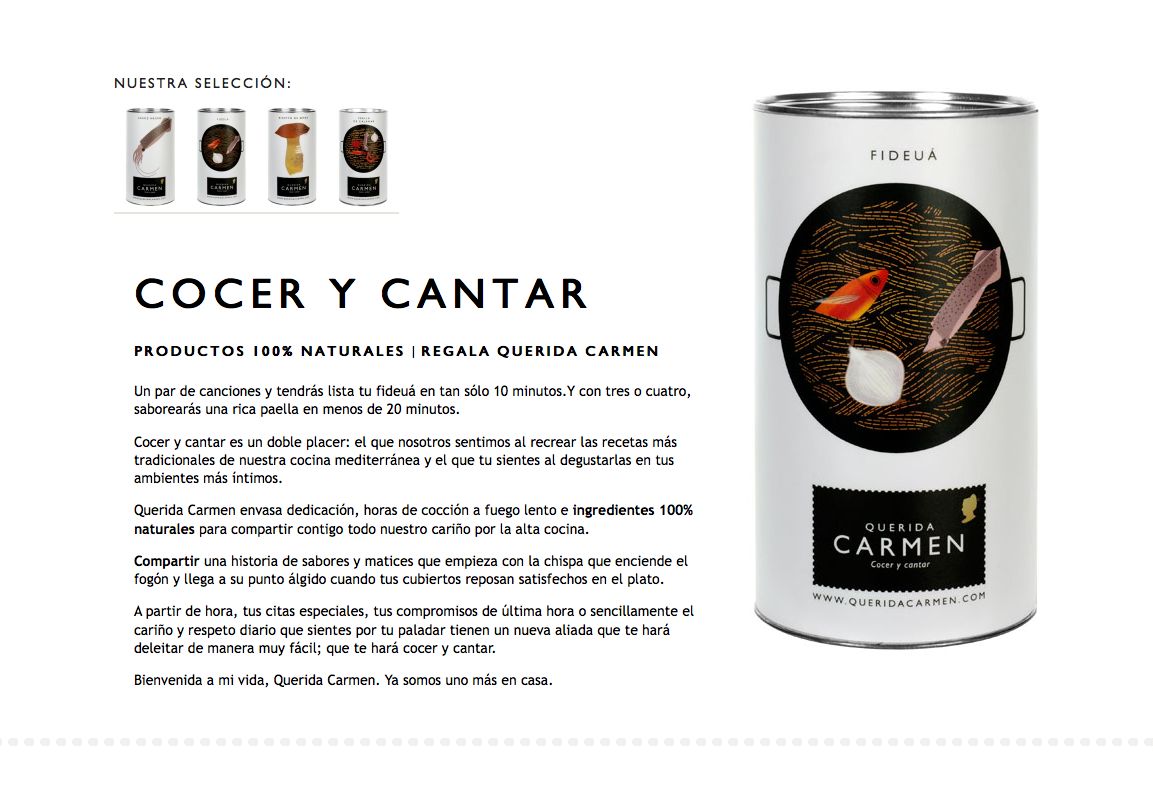 NUESTRA SELECCIÓN:
FIDEUÁ
CARMEN
CARMEN
CARMEN
CARMEN
COCER Y CANTAR
PRODUCTOS 100% NATURALES | REGALA QUERIDA CARMEN
Un par de canciones y tendrás lista tu fideuá en tan sólo 10 minutos.Y con tres o cuatro,
saborearás una rica paella en menos de 20 minutos.
Cocer y cantar es un doble placer: el que nosotros sentimos al recrear las recetas más
tradicionales de nuestra cocina mediterránea y el que tu sientes al degustarlas en tus
ambientes más íntimos.
Querida Carmen envasa dedicación, horas de cocción a fuego lento e ingredientes 100%
naturales para compartir contigo todo nuestro cariño por la alta cocina.
Compartir una historia de sabores y matices que empieza con la chispa que enciende el
fogón y llega a su punto álgido cuando tus cubiertos reposan satisfechos en el plato.
A partir de hora, tus citas especiales, tus compromisos de última hora o sencillamente el
cariño y respeto diario que sientes por tu paladar tienen un nueva aliada que te hará
deleitar de manera muy fácil; que te hará cocer y cantar.
Bienvenida a mi vida, Querida Carmen. Ya somos uno más en casa.
FIDEUÁ
QUERIDA
CARMEN
Cocer y cantar
WWW.QUERIDACARMEN.COM